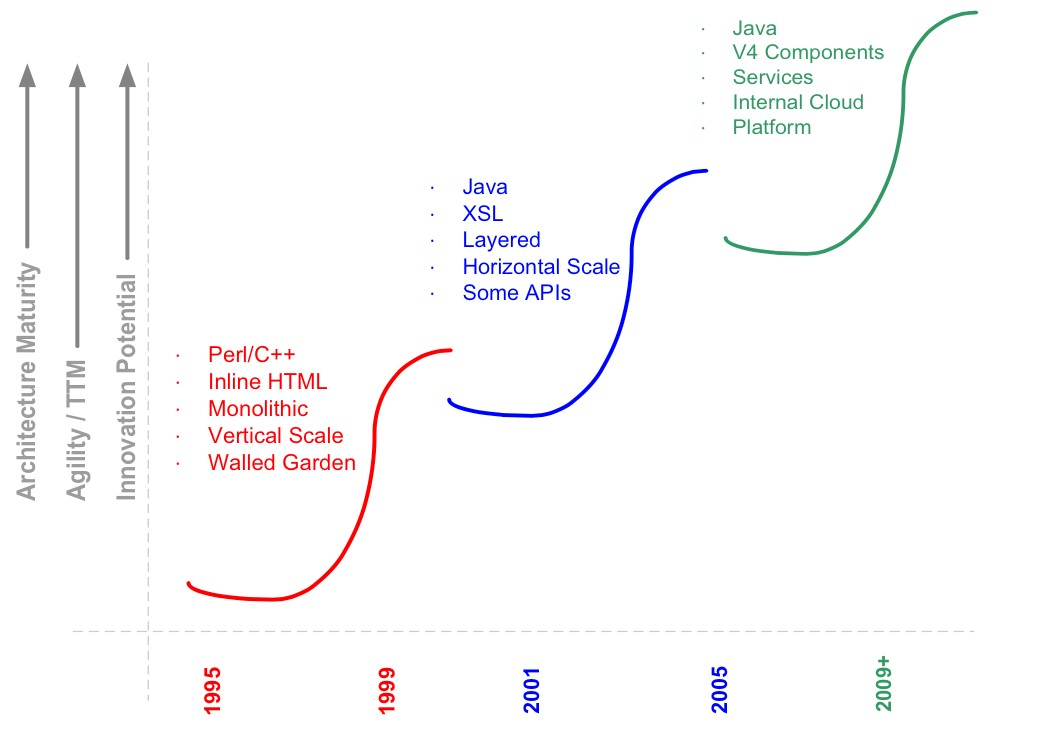 · Java
· V4 Components
· Services
· Internal Cloud
· Platform
· Java
· XSL
· Layered
· Horizontal Scale
· Some APIs
· Perl/C++
· Inline HTML
· Monolithic
· Vertical Scale
· Walled Garden
Architecture Maturity
Agility / TTM
Innovation Potential
1995
1999
2001
2005
2009+